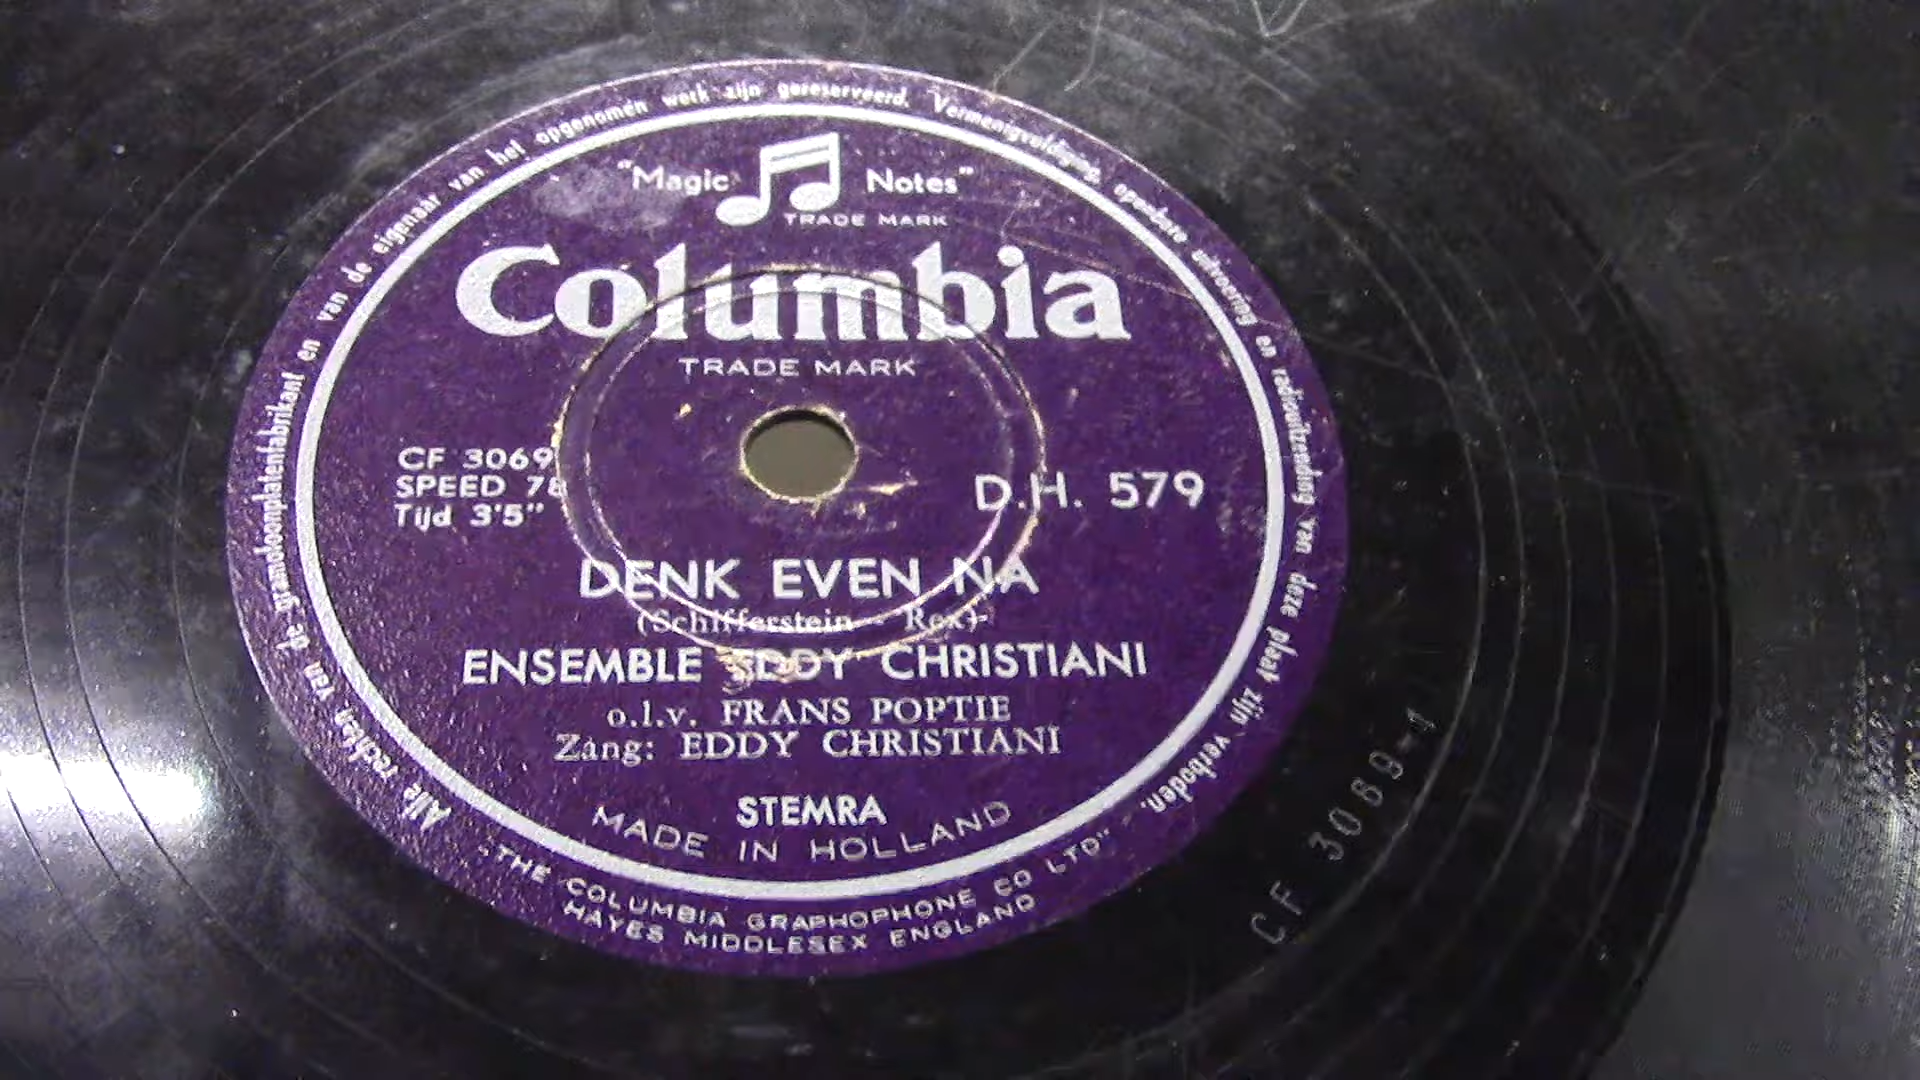 Alle rechten van de gramofoonplatenfabrikant en van de eigenaar van het opgenomen werk zijn gereserveerd. Vermenigvuldiging, openbare uitvoering en radiouitzending van deze plaat zijn verboden.
"Magic Notes"
TRADE MARK
Columbia
TRADE MARK
CF 3069
SPEED 78
Tijd 3'5"
D.H. 579
DENK EVEN NA
(Schifferstein - Rex)
ENSEMBLE EDDY CHRISTIANI
o.l.v. FRANS POPTIE
Zang: EDDY CHRISTIANI
STEMRA
MADE IN HOLLAND
"THE COLUMBIA GRAPHOPHONE CO LTD"
HAYES MIDDLESEX ENGLAND
CF 3069-1